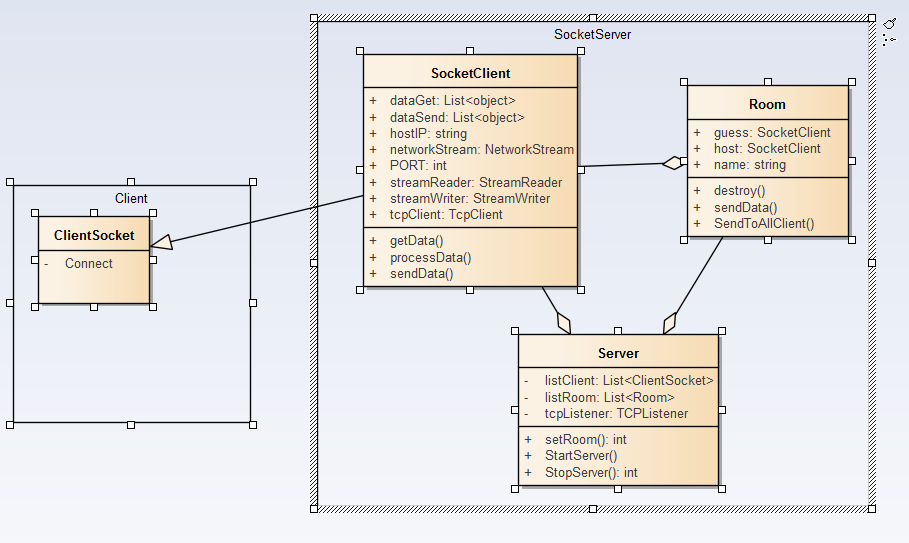 SocketServer
SocketClient
+ dataGet: List<object>
+ dataSend: List<object>
+ hostIP: string
+ networkStream: NetworkStream
+ PORT: int
+ streamReader: StreamReader
+ streamWriter: StreamWriter
+ tcpClient: TcpClient
+ getData()
+ processData()
+ sendData()
Room
+ guess: SocketClient
+ host: SocketClient
+ name: string
+ destroy()
+ sendData()
+ SendToAllClient()
Client
ClientSocket
- Connect
Server
- listClient: List<ClientSocket>
- listRoom: List<Room>
- tcpListener: TCPListener
+ setRoom(): int
+ StartServer()
+ StopServer(): int